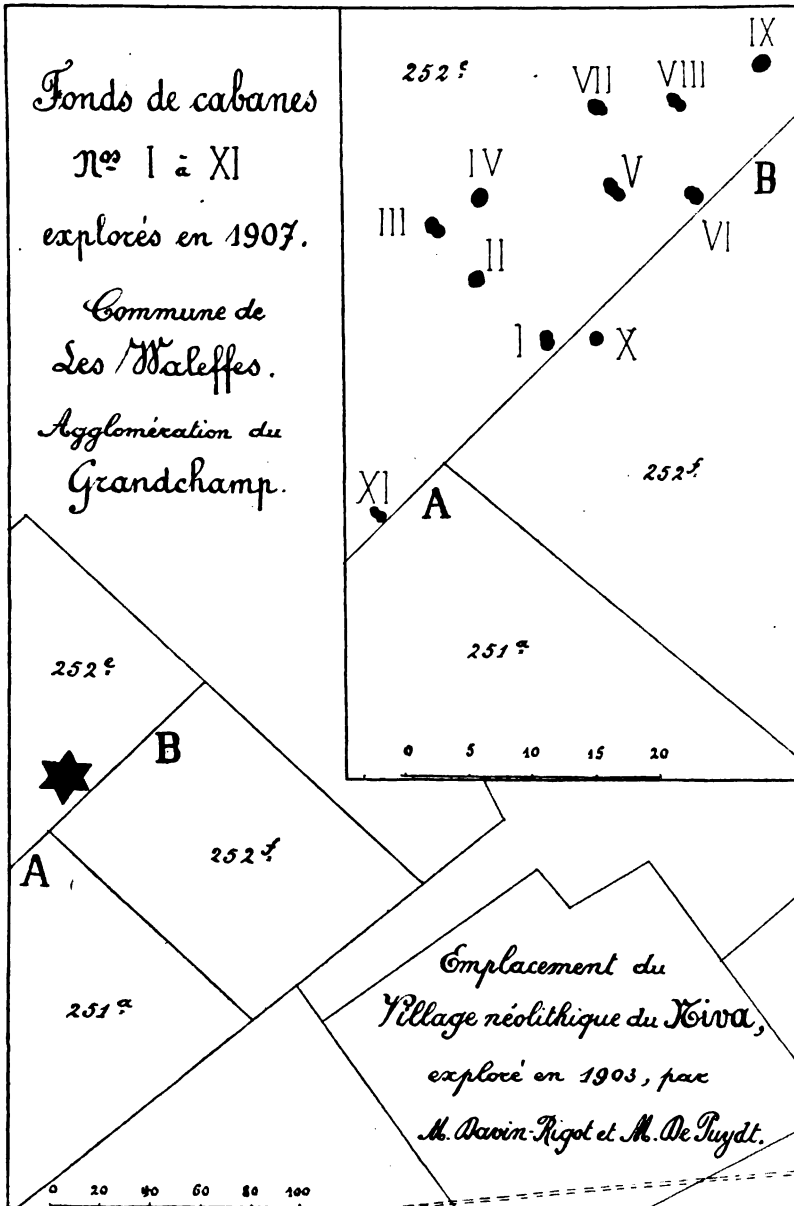 Fonds de cabanes
Nos I à XI
explorés en 1907.
Commune de
Les Waleffes.
Agglomération du
Grandchamp.
252e.
VII
VIII
IX
IV
V
B
III
VI
II
I
X
XI
A
252f.
251a.
0 5 10 15 20
252e.
B
A
252f.
251a.
Emplacement du
Village néolithique du Niva,
exploré en 1903, par
M. Davin-Rigot et M. De Puydt.
0 20 40 60 80 100